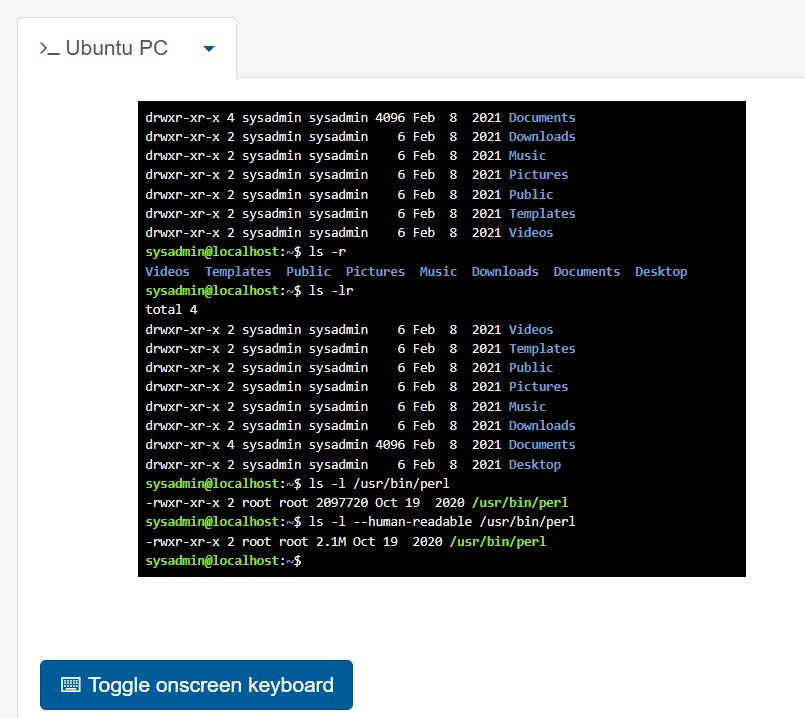 >_ Ubuntu PC
drwxr-xr-x 4 sysadmin sysadmin 4096 Feb  8  2021 Documents
drwxr-xr-x 2 sysadmin sysadmin    6 Feb  8  2021 Downloads
drwxr-xr-x 2 sysadmin sysadmin    6 Feb  8  2021 Music
drwxr-xr-x 2 sysadmin sysadmin    6 Feb  8  2021 Pictures
drwxr-xr-x 2 sysadmin sysadmin    6 Feb  8  2021 Public
drwxr-xr-x 2 sysadmin sysadmin    6 Feb  8  2021 Templates
drwxr-xr-x 2 sysadmin sysadmin    6 Feb  8  2021 Videos
sysadmin@localhost:~$ ls -r
Videos  Templates  Public  Pictures  Music  Downloads  Documents  Desktop
sysadmin@localhost:~$ ls -lr
total 4
drwxr-xr-x 2 sysadmin sysadmin    6 Feb  8  2021 Videos
drwxr-xr-x 2 sysadmin sysadmin    6 Feb  8  2021 Templates
drwxr-xr-x 2 sysadmin sysadmin    6 Feb  8  2021 Public
drwxr-xr-x 2 sysadmin sysadmin    6 Feb  8  2021 Pictures
drwxr-xr-x 2 sysadmin sysadmin    6 Feb  8  2021 Music
drwxr-xr-x 2 sysadmin sysadmin    6 Feb  8  2021 Downloads
drwxr-xr-x 4 sysadmin sysadmin 4096 Feb  8  2021 Documents
drwxr-xr-x 2 sysadmin sysadmin    6 Feb  8  2021 Desktop
sysadmin@localhost:~$ ls -l /usr/bin/perl
-rwxr-xr-x 2 root root 2097720 Oct 19  2020 /usr/bin/perl
sysadmin@localhost:~$ ls -l --human-readable /usr/bin/perl
-rwxr-xr-x 2 root root 2.1M Oct 19  2020 /usr/bin/perl
sysadmin@localhost:~$
Toggle onscreen keyboard